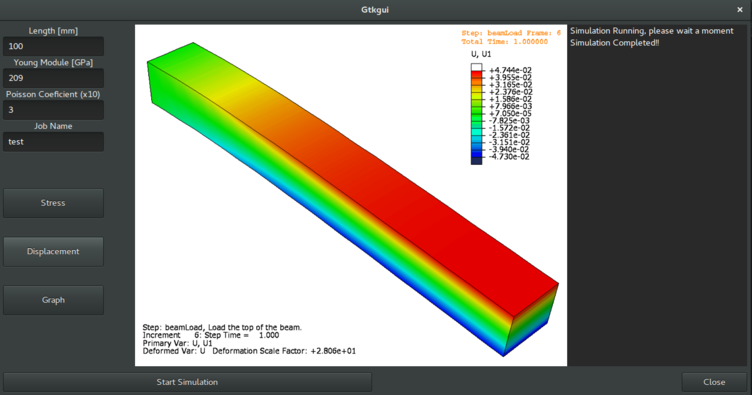 Gtkgui
×
Length [mm]
100
Young Module [GPa]
209
Poisson Coeficient (x10)
3
Job Name
test
Stress
Displacement
Graph
Step: beamLoad Frame: 6
Total Time: 1.000000
U, U1
+4.744e-02
+3.955e-02
+3.165e-02
+2.376e-02
+1.586e-02
+7.966e-03
+7.050e-05
-7.825e-03
-1.572e-02
-2.361e-02
-3.151e-02
-3.940e-02
-4.730e-02
Step: beamLoad, Load the top of the beam.
Increment 6: Step Time = 1.000
Primary Var: U, U1
Deformed Var: U Deformation Scale Factor: +2.806e+01
Simulation Running, please wait a moment
Simulation Completed!!
Start Simulation
Close